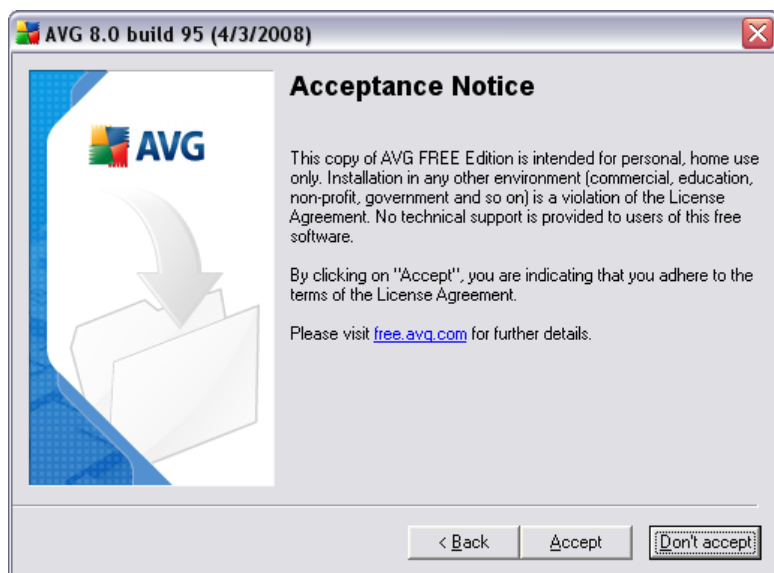 AVG 8.0 build 95 (4/3/2008)
AVG
Acceptance Notice
This copy of AVG FREE Edition is intended for personal, home use
only. Installation in any other environment (commercial, education,
non-profit, government and so on) is a violation of the License
Agreement. No technical support is provided to users of this free
software.
By clicking on "Accept", you are indicating that you adhere to the
terms of the License Agreement.
Please visit free.avg.com for further details.
< Back
Accept
Don't accept